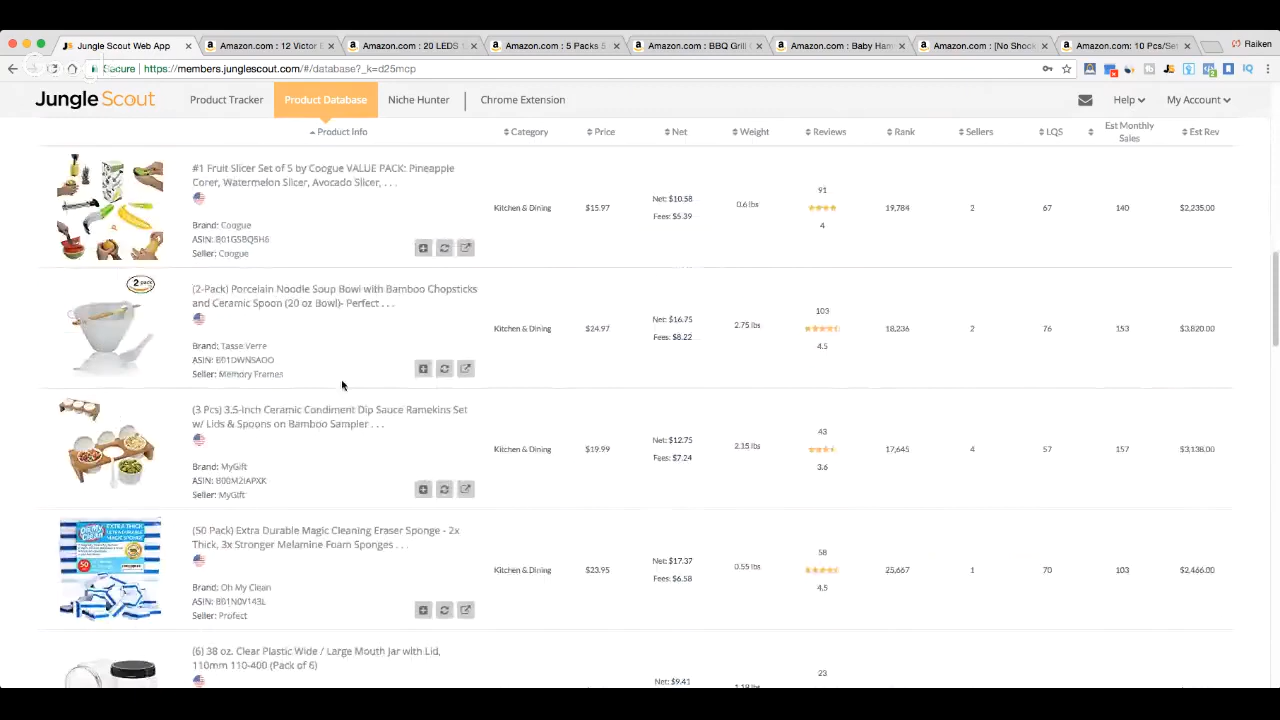 Jungle Scout Web App
Amazon.com : 12 Victor E
Amazon.com : 20 LEDS 1
Amazon.com : 5 Packs 5
Amazon.com : BBQ Grill C
Amazon.com : Baby Ham
Amazon.com : [No Shock
Amazon.com: 10 Pcs/Set
Raiken
Secure
https://members.junglescout.com/#/database?_k=d25mcp
Jungle Scout
Product Tracker
Product Database
Niche Hunter
Chrome Extension
Help
My Account
Product Info
Category
Price
Net
Weight
Reviews
Rank
Sellers
LQS
Est Monthly
Sales
Est Rev
#1 Fruit Slicer Set of 5 by Coogue VALUE PACK: Pineapple
Corer, Watermelon Slicer, Avocado Slicer, . . .
Brand: Coogue
ASIN: B01GSBQ5H6
Seller: Coogue
Kitchen & Dining
$15.97
Net: $10.58
Fees: $5.39
0.6 lbs
91
4
19,784
2
67
140
$2,235.00
2 pack
(2-Pack) Porcelain Noodle Soup Bowl with Bamboo Chopsticks
and Ceramic Spoon (20 oz Bowl)- Perfect . . .
Brand: Tasse Verre
ASIN: B01DWNSAOO
Seller: Memory Frames
Kitchen & Dining
$24.97
Net: $16.75
Fees: $8.22
2.75 lbs
103
4.5
18,236
2
76
153
$3,820.00
(3 Pcs) 3.5-Inch Ceramic Condiment Dip Sauce Ramekins Set
w/ Lids & Spoons on Bamboo Sampler . . .
Brand: MyGift
ASIN: B00M2IAPXK
Seller: MyGift
Kitchen & Dining
$19.99
Net: $12.75
Fees: $7.24
2.15 lbs
43
3.6
17,645
4
57
157
$3,138.00
OH MY CLEAN
EXTRA THICK
50
(50 Pack) Extra Durable Magic Cleaning Eraser Sponge - 2x
Thick, 3x Stronger Melamine Foam Sponges . . .
Brand: Oh My Clean
ASIN: B01N0V143L
Seller: Profect
Kitchen & Dining
$23.95
Net: $17.37
Fees: $6.58
0.55 lbs
58
4.5
25,667
1
70
103
$2,466.00
(6) 38 oz. Clear Plastic Wide / Large Mouth Jar with Lid,
110mm 110-400 (Pack of 6)
Net: $9.41
23